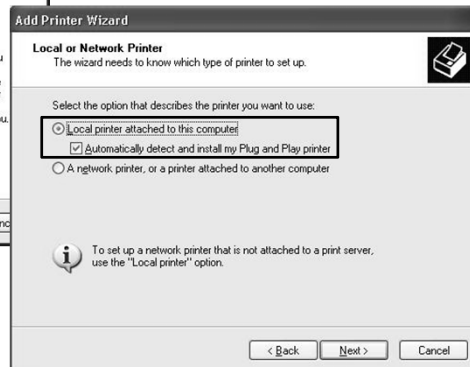 Add Printer Wizard
Local or Network Printer
The wizard needs to know which type of printer to set up.
Select the option that describes the printer you want to use:
Local printer attached to this computer
Automatically detect and install my Plug and Play printer
A network printer, or a printer attached to another computer
To set up a network printer that is not attached to a print server,
use the "Local printer" option.
< Back Next > Cancel